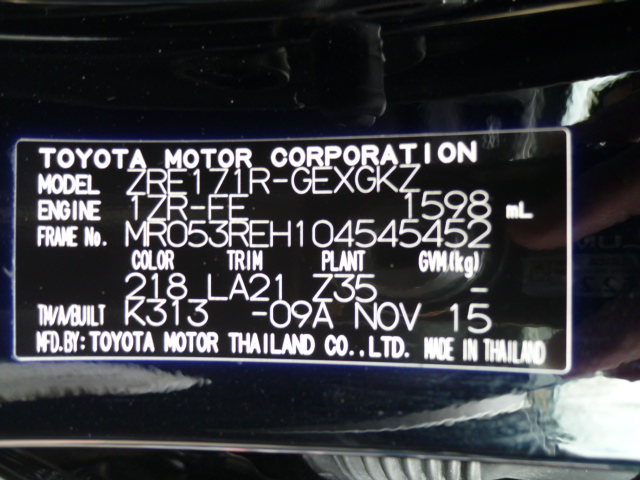 TOYOTA MOTOR CORPORATION
MODEL ZRE171R-GEXGKZ
ENGINE 1ZR-FE 1598 mL
FRAME No. MR053REH104545452
COLOR TRIM PLANT GVM(kg)
218 LA21 Z35 -
TM/A/BUILT K313 -09A NOV 15
MFD.BY: TOYOTA MOTOR THAILAND CO.,LTD. MADE IN THAILAND